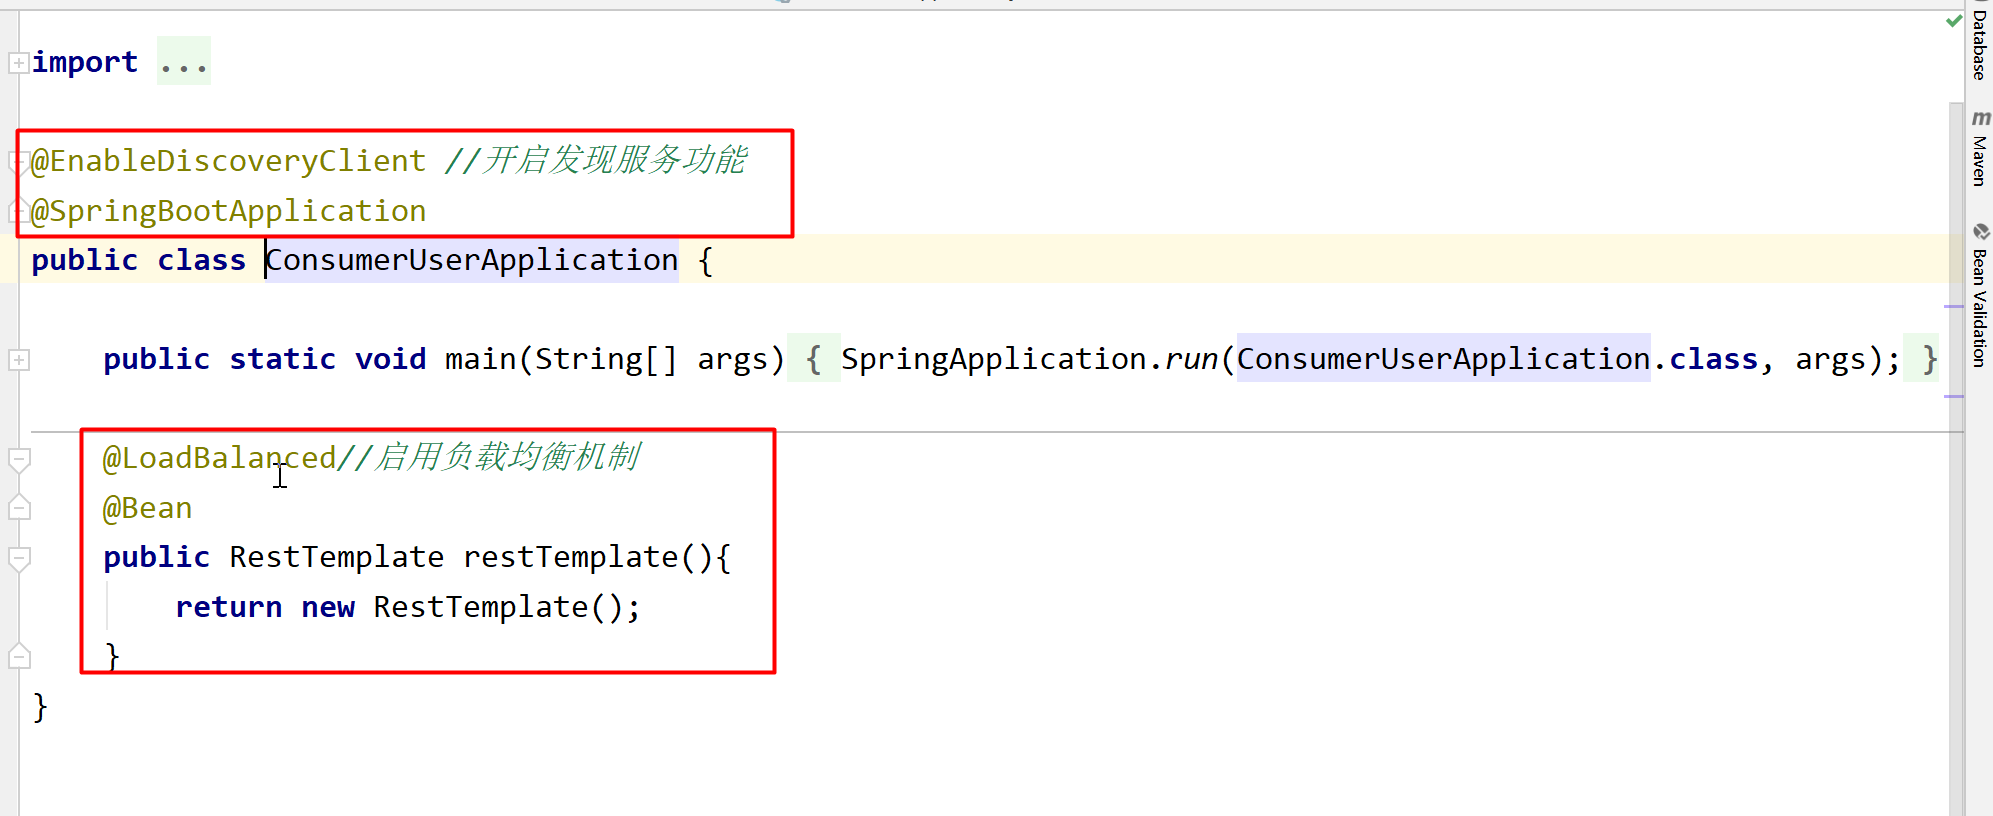 import ...
@EnableDiscoveryClient //开启发现服务功能
@SpringBootApplication
public class ConsumerUserApplication {
public static void main(String[] args) { SpringApplication.run(ConsumerUserApplication.class, args); }
@LoadBalanced//启用负载均衡机制
@Bean
public RestTemplate restTemplate(){
return new RestTemplate();
}
}
Database
m Maven
Bean Validation